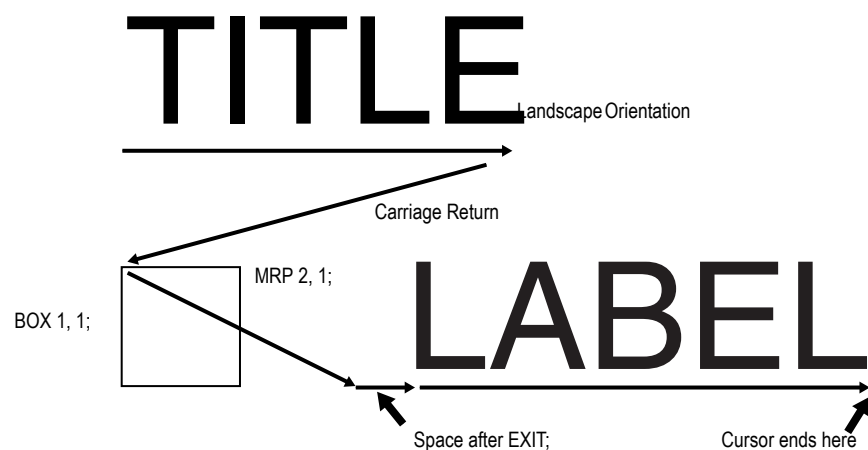 TITLE
Landscape Orientation
Carriage Return
MRP 2, 1;
BOX 1, 1;
LABEL
Space after EXIT;
Cursor ends here